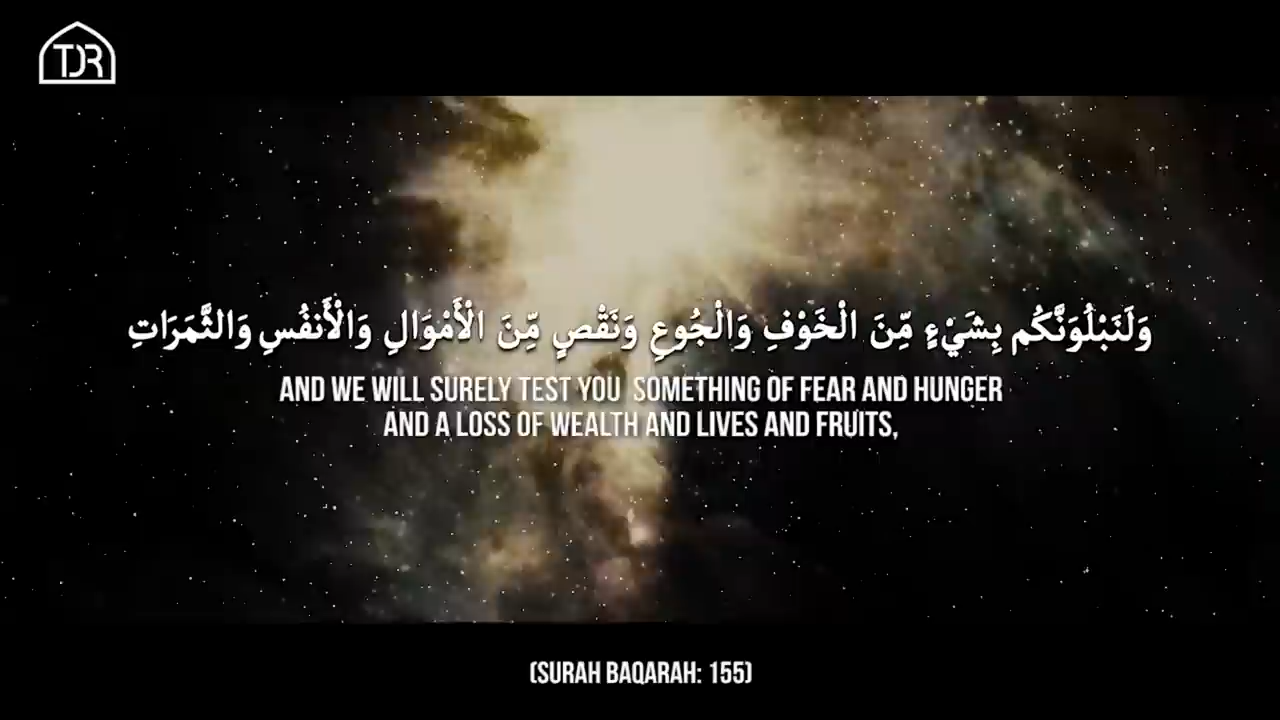 TDR
وَلَنَبْلُوَنَّكُم بِشَيْءٍ مِّنَ الْخَوْفِ وَالْجُوعِ وَنَقْصٍ مِّنَ الْأَمْوَالِ وَالْأَنفُسِ وَالثَّمَرَاتِ
AND WE WILL SURELY TEST YOU  SOMETHING OF FEAR AND HUNGER
AND A LOSS OF WEALTH AND LIVES AND FRUITS,
(SURAH BAQARAH: 155)